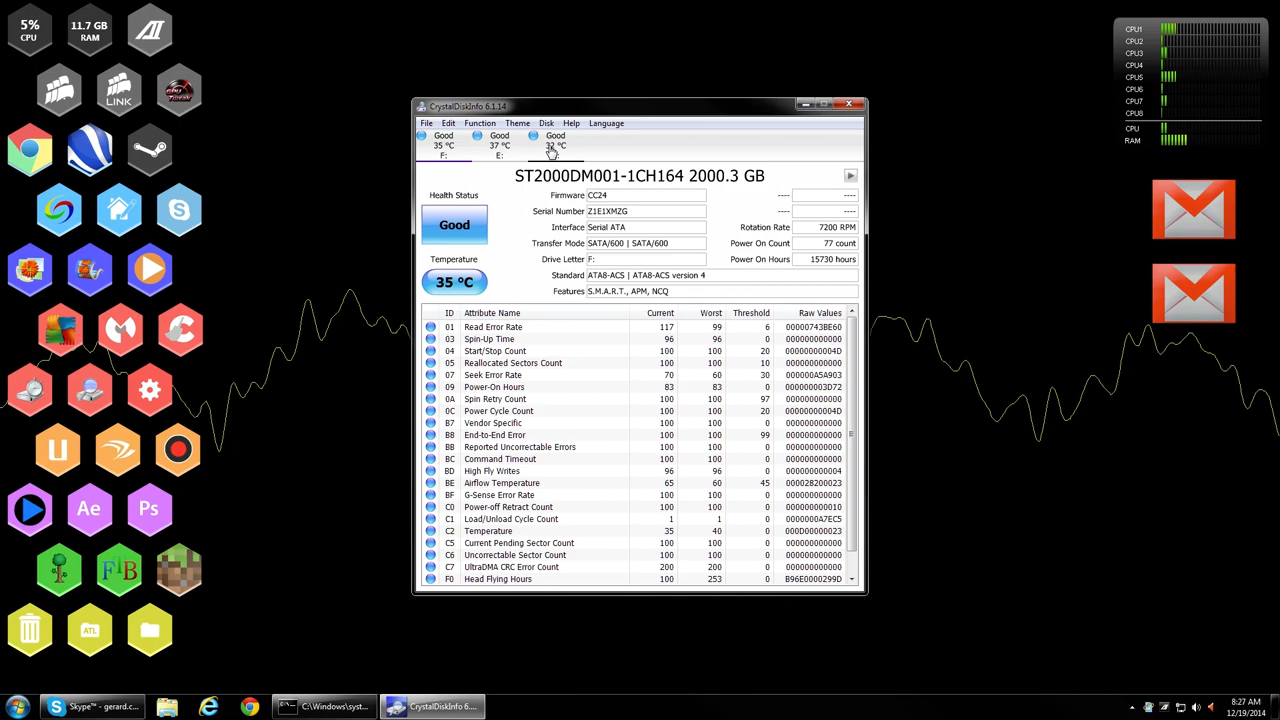 5%
CPU
11.7 GB
RAM
LINK
GPU TWEAK
U
Ae
Ps
FTB
ATL
CrystalDiskInfo 6.1.14
File Edit Function Theme Disk Help Language
Good Good Good
35 °C 37 °C 32 °C
F: E: :
ST2000DM001-1CH164 2000.3 GB
Health Status
Good
Temperature
35 °C
Firmware CC24 ---- ----
Serial Number Z1E1XMZG ---- ----
Interface Serial ATA Rotation Rate 7200 RPM
Transfer Mode SATA/600 | SATA/600 Power On Count 77 count
Drive Letter F: Power On Hours 15730 hours
Standard ATA8-ACS | ATA8-ACS version 4
Features S.M.A.R.T., APM, NCQ
ID Attribute Name Current Worst Threshold Raw Values
01 Read Error Rate 117 99 6 00000743BE60
03 Spin-Up Time 96 96 0 000000000000
04 Start/Stop Count 100 100 20 00000000004D
05 Reallocated Sectors Count 100 100 10 000000000000
07 Seek Error Rate 70 60 30 000000A5A903
09 Power-On Hours 83 83 0 000000003D72
0A Spin Retry Count 100 100 97 000000000000
0C Power Cycle Count 100 100 20 00000000004D
B7 Vendor Specific 100 100 0 000000000000
B8 End-to-End Error 100 100 99 000000000000
BB Reported Uncorrectable Errors 100 100 0 000000000000
BC Command Timeout 100 100 0 000000000000
BD High Fly Writes 96 96 0 000000000004
BE Airflow Temperature 65 60 45 000028200023
BF G-Sense Error Rate 100 100 0 000000000000
C0 Power-off Retract Count 100 100 0 000000000010
C1 Load/Unload Cycle Count 1 1 0 0000000A7EC5
C2 Temperature 35 40 0 000D00000023
C5 Current Pending Sector Count 100 100 0 000000000000
C6 Uncorrectable Sector Count 100 100 0 000000000000
C7 UltraDMA CRC Error Count 200 200 0 000000000000
F0 Head Flying Hours 100 253 0 B96E0000299D
CPU1
CPU2
CPU3
CPU4
CPU5
CPU6
CPU7
CPU8
CPU
RAM
Skype™ - gerard.c...
C:\Windows\syst...
CrystalDiskInfo 6....
8:27 AM
12/19/2014